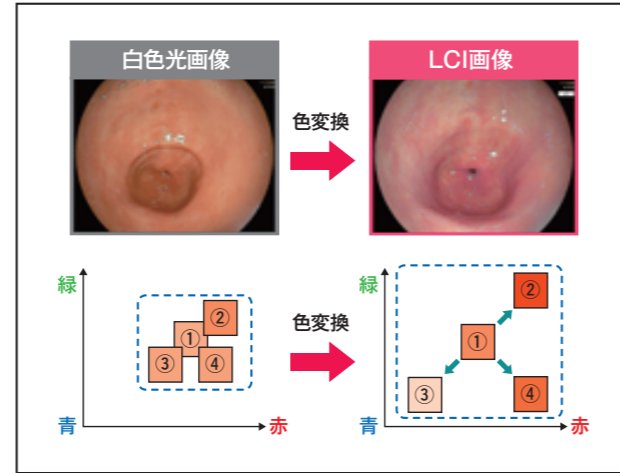 白色光画像
LCI画像
色変換
緑
②
①
③
④
青
赤
色変換
緑
②
①
③
④
青
赤